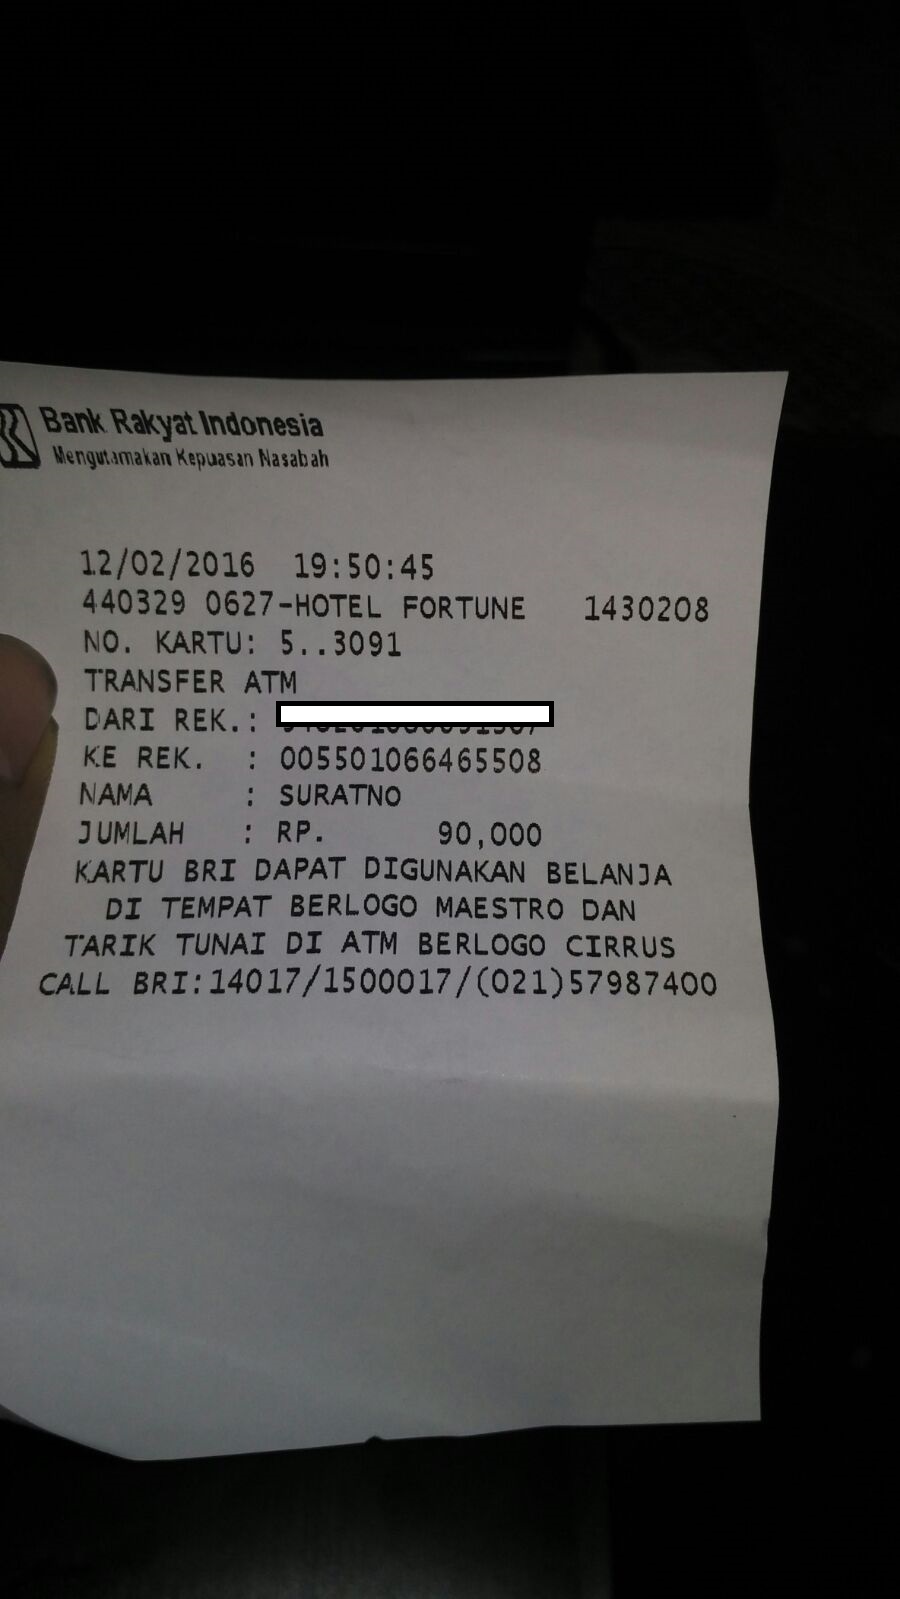 Bank Rakyat Indonesia
Mengutamakan Kepuasan Nasabah
12/02/2016 19:50:45
440329 0627-HOTEL FORTUNE 1430208
NO. KARTU: 5..3091
TRANSFER ATM
DARI REK.:
KE REK. : 005501066465508
NAMA : SURATNO
JUMLAH : RP. 90,000
KARTU BRI DAPAT DIGUNAKAN BELANJA
DI TEMPAT BERLOGO MAESTRO DAN
TARIK TUNAI DI ATM BERLOGO CIRRUS
CALL BRI:14017/1500017/(021)57987400